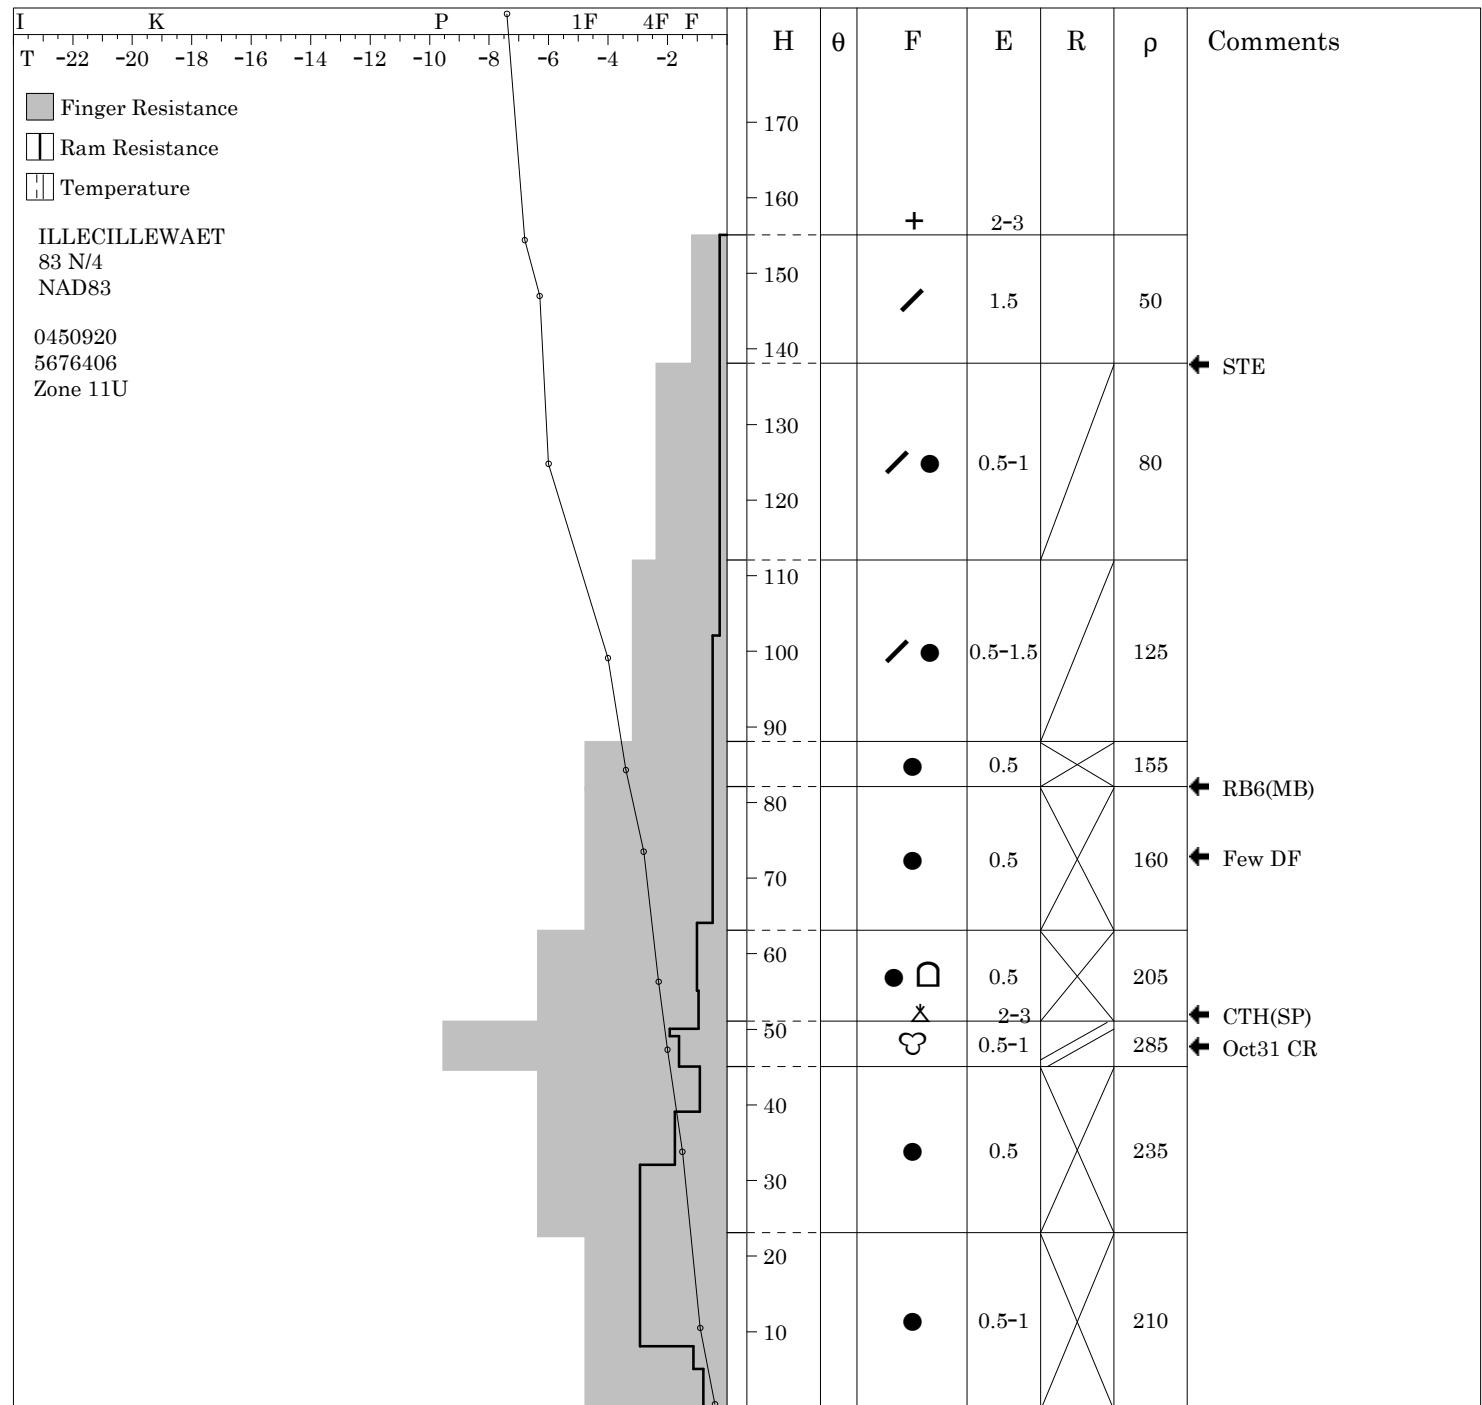 I K P 1F 4F F
T -22 -20 -18 -16 -14 -12 -10 -8 -6 -4 -2
H θ F E R ρ Comments
Finger Resistance
Ram Resistance
Temperature
ILLECILLEWAET
83 N/4
NAD83
0450920
5676406
Zone 11U
170
160
+ 2-3
150
1.5 50
140
STE
130
0.5-1 80
120
110
100
0.5-1.5 125
90
0.5 155
RB6(MB)
80
0.5 160 Few DF
70
60
0.5 205
2-3 CTH(SP)
50
0.5-1 285 Oct31 CR
40
0.5 235
30
20
0.5-1 210
10